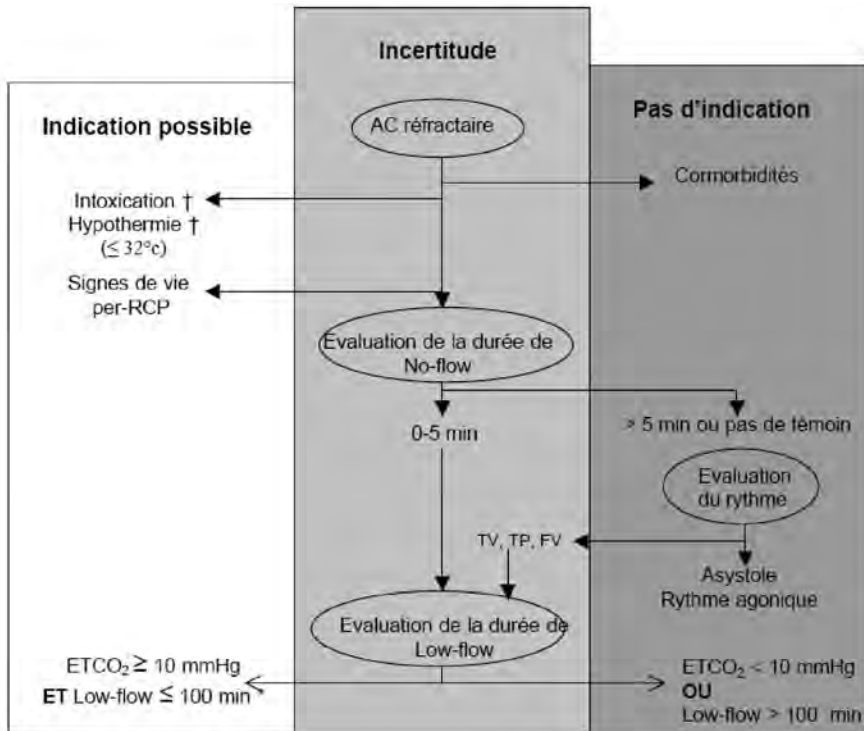 Incertitude
Indication possible
Pas d'indication
AC réfractaire
Cormorbidités
Intoxication †
Hypothermie †
(≤ 32°c)
Signes de vie
per-RCP
Evaluation de la durée de
No-flow
0-5 min
> 5 min ou pas de témoin
Evaluation
du rythme
TV, TP, FV
Asystole
Rythme agonique
Evaluation de la durée de
Low-flow
ETCO₂ ≥ 10 mmHg
ET Low-flow ≤ 100 min
ETCO₂ < 10 mmHg
OU
Low-flow > 100 min